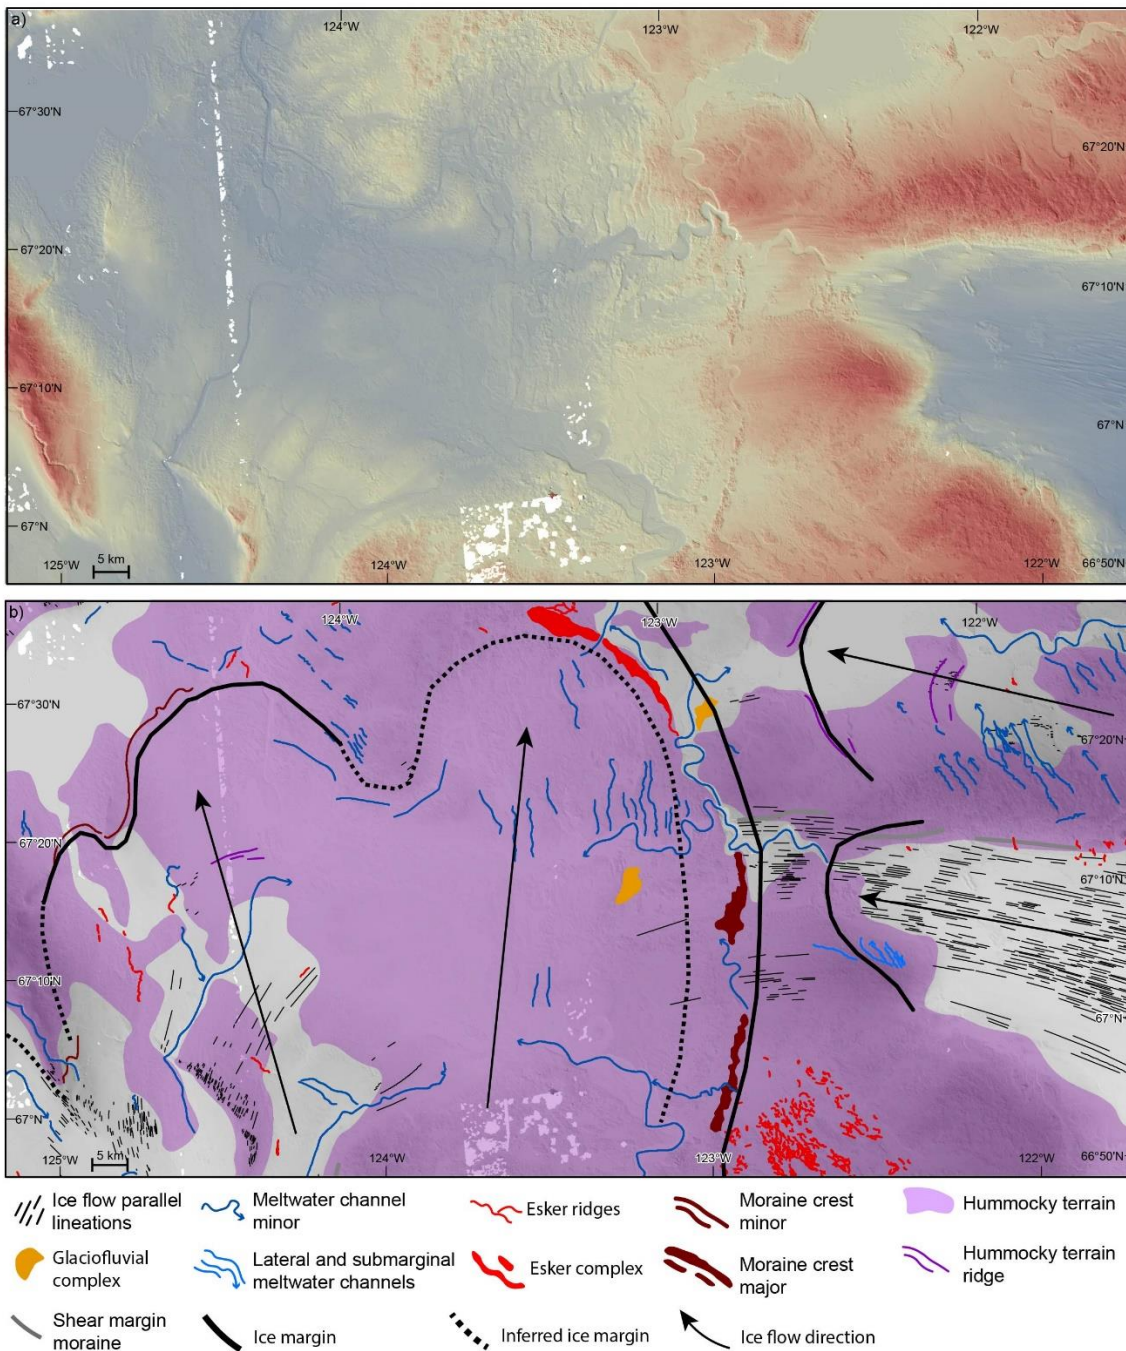 a)
124°W
123°W
122°W
67°30'N
67°20'N
67°20'N
67°10'N
67°10'N
67°N
67°N
5 km
125°W
124°W
123°W
122°W
66°50'N
b)
124°W
123°W
122°W
67°30'N
67°20'N
67°20'N
67°10'N
67°10'N
67°N
67°N
5 km
125°W
124°W
123°W
122°W
66°50'N
Ice flow parallel
lineations
Meltwater channel
minor
Esker ridges
Moraine crest
minor
Hummocky terrain
Glaciofluvial
complex
Lateral and submarginal
meltwater channels
Esker complex
Moraine crest
major
Hummocky terrain
ridge
Shear margin
moraine
Ice margin
Inferred ice margin
Ice flow direction